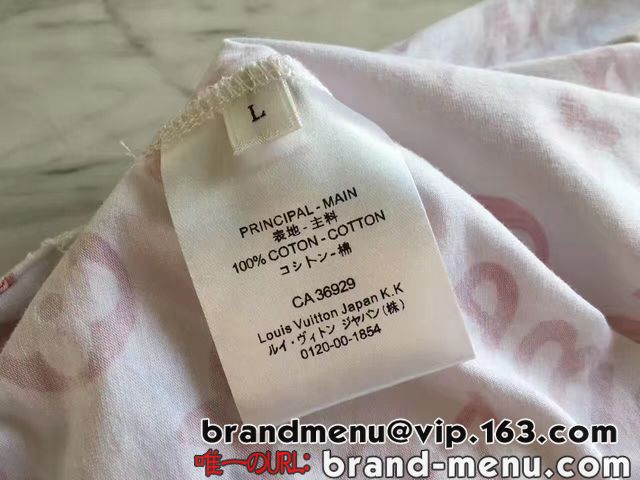 L
PRINCIPAL - MAIN
表地 - 主料
100% COTON - COTTON
コットン - 棉
CA 36929
Louis Vuitton Japan K.K
ルイ・ヴィトン ジャパン(株)
0120-00-1854
brandmenu@vip.163.com
唯一のURL: brand-menu.com